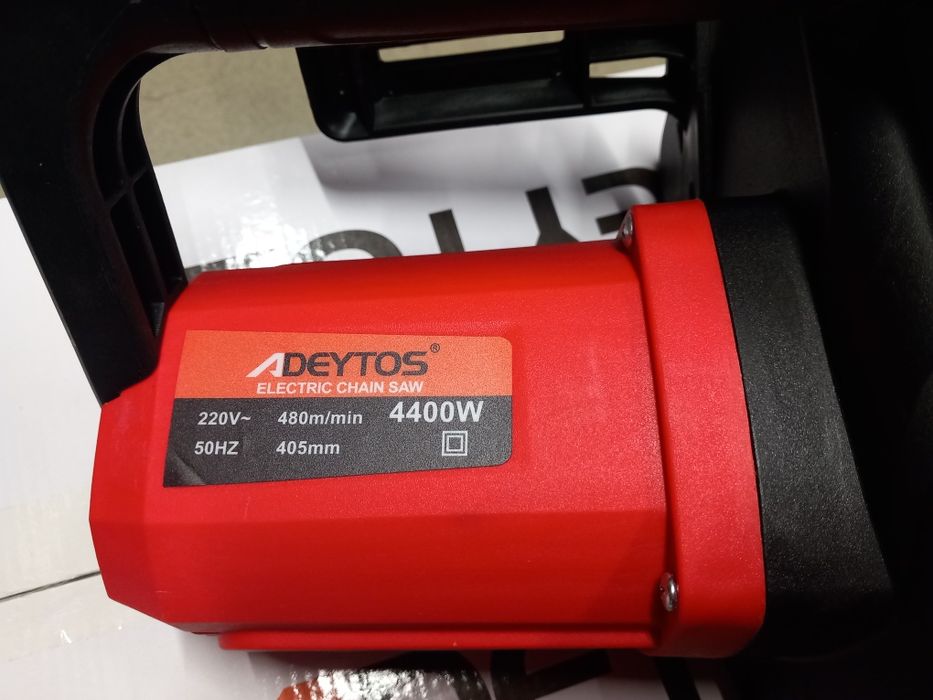 ADEYTOS®
ELECTRIC CHAIN SAW
220V~ 480m/min 4400W
50HZ 405mm